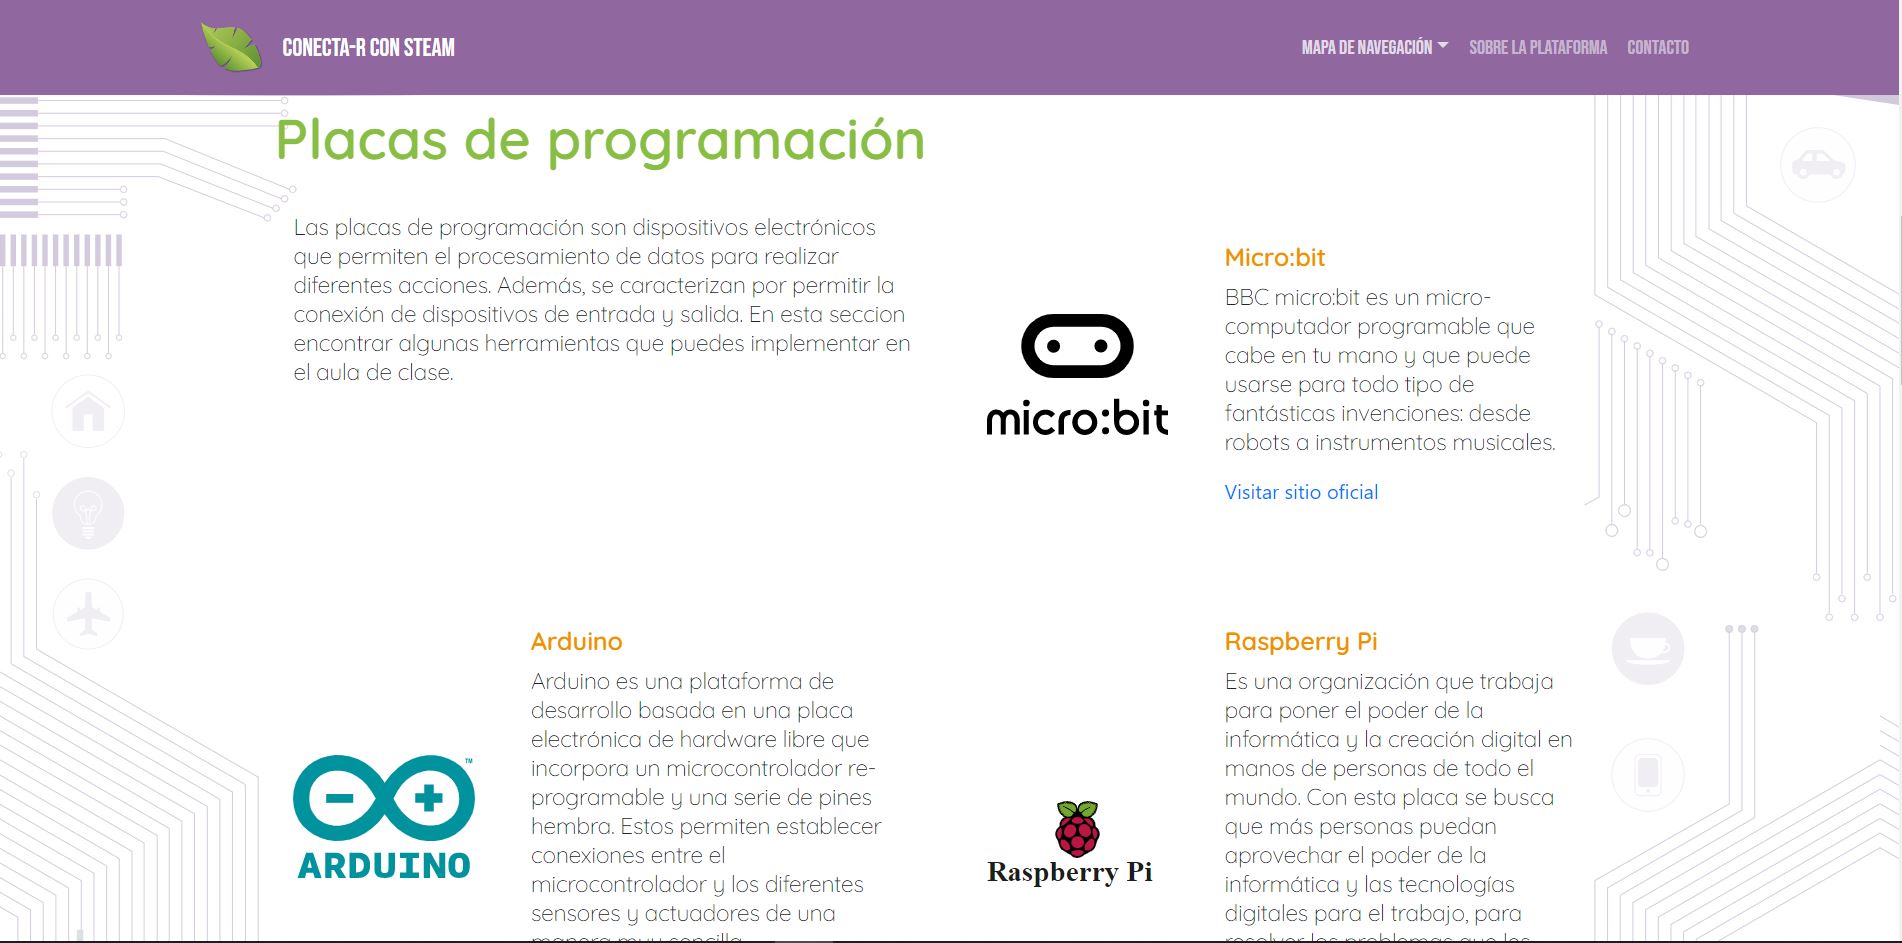 CONECTA-R CON STEAM
MAPA DE NAVEGACIÓN
SOBRE LA PLATAFORMA
CONTACTO
Placas de programación
Las placas de programación son dispositivos electrónicos
que permiten el procesamiento de datos para realizar
diferentes acciones. Además, se caracterizan por permitir la
conexión de dispositivos de entrada y salida. En esta seccion
encontrar algunas herramientas que puedes implementar en
el aula de clase.
micro:bit
Micro:bit
BBC micro:bit es un micro-
computador programable que
cabe en tu mano y que puede
usarse para todo tipo de
fantásticas invenciones: desde
robots a instrumentos musicales.
Visitar sitio oficial
ARDUINO
TM
Arduino
Arduino es una plataforma de
desarrollo basada en una placa
electrónica de hardware libre que
incorpora un microcontrolador re-
programable y una serie de pines
hembra. Estos permiten establecer
conexiones entre el
microcontrolador y los diferentes
sensores y actuadores de una
manera muy sencilla
Raspberry Pi
Raspberry Pi
Es una organización que trabaja
para poner el poder de la
informática y la creación digital en
manos de personas de todo el
mundo. Con esta placa se busca
que más personas puedan
aprovechar el poder de la
informática y las tecnologías
digitales para el trabajo, para
resolver los problemas que les